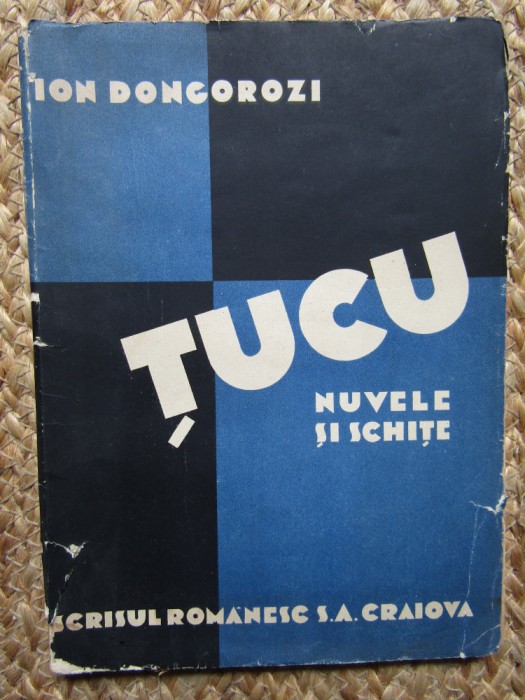 ION DONGOROZI
ȚUCU
NUVELE
ȘI SCHIȚE
SCRISUL ROMÂNESC S.A. CRAIOVA